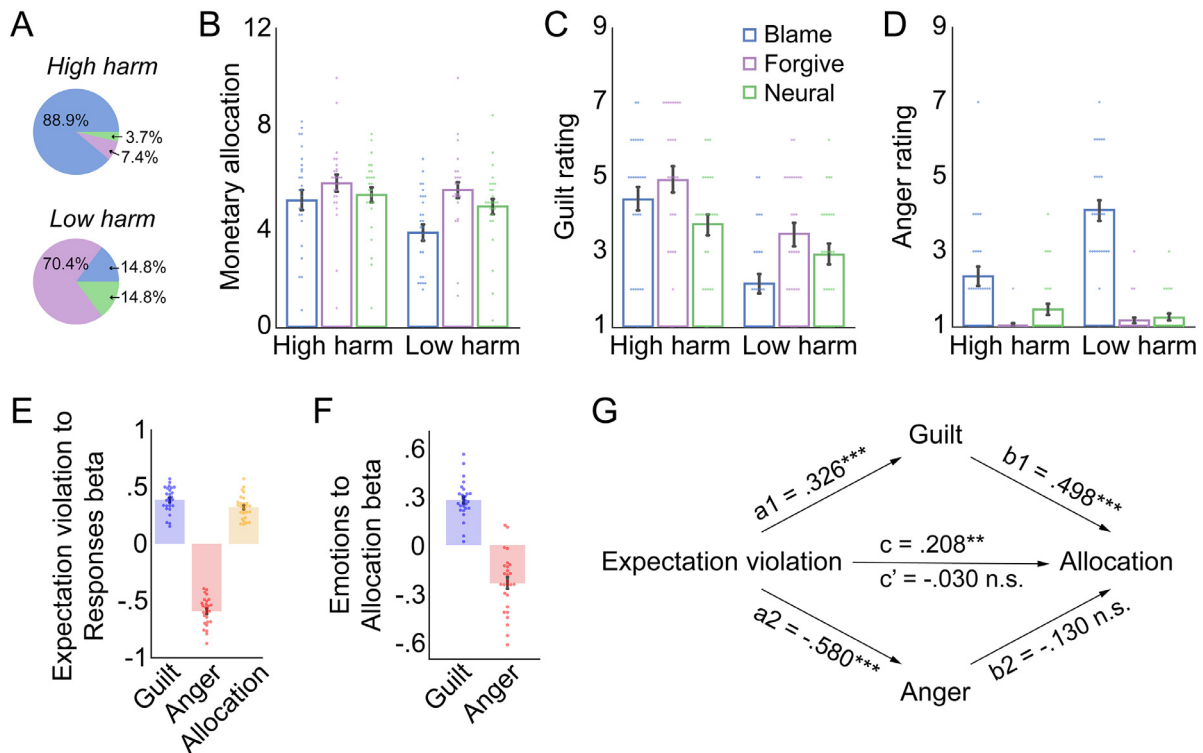 A
High harm
88.9%
←3.7%
7.4%
Low harm
70.4%
←14.8%
←14.8%
B
Monetary allocation
12
8
4
0
High harm Low harm
C
Guilt rating
9
7
5
3
1
High harm Low harm
Blame
Forgive
Neural
D
Anger rating
9
7
5
3
1
High harm Low harm
E
Expectation violation to
Responses beta
1
.5
0
-.5
-1
Guilt
Anger
Allocation
F
Emotions to
Allocation beta
.6
.3
0
-.3
-.6
Guilt
Anger
G
Guilt
a1 = .326***
b1 = .498***
Expectation violation
c = .208**
c' = -.030 n.s.
Allocation
a2 = -.580***
b2 = -.130 n.s.
Anger